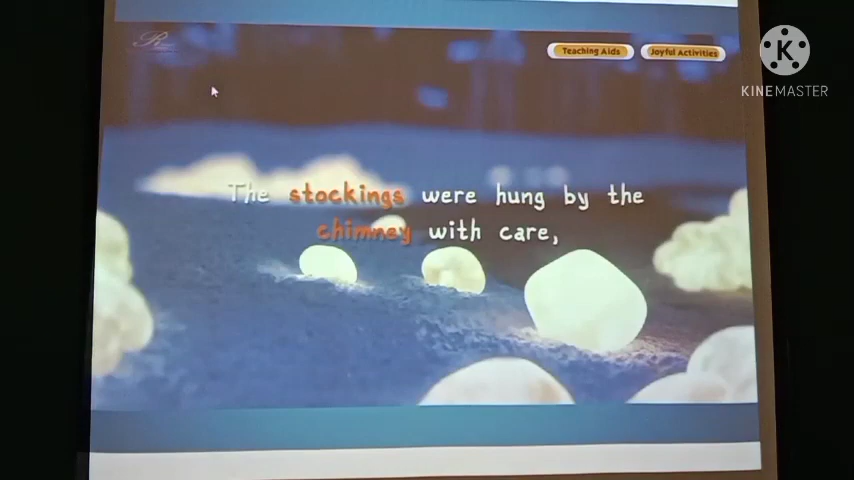 Teaching Aids
Joyful Activities
KINEMASTER
The stockings were hung by the
chimney with care,